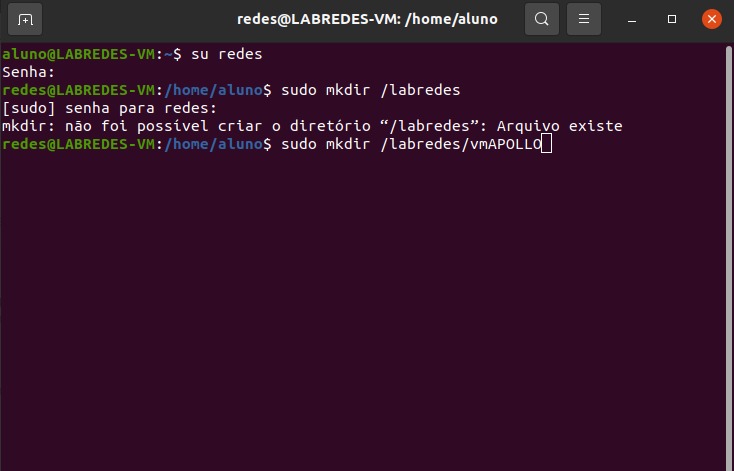 redes@LABREDES-VM: /home/aluno
aluno@LABREDES-VM:~$ su redes
Senha:
redes@LABREDES-VM:/home/aluno$ sudo mkdir /labredes
[sudo] senha para redes:
mkdir: não foi possível criar o diretório “/labredes”: Arquivo existe
redes@LABREDES-VM:/home/aluno$ sudo mkdir /labredes/vmAPOLLO